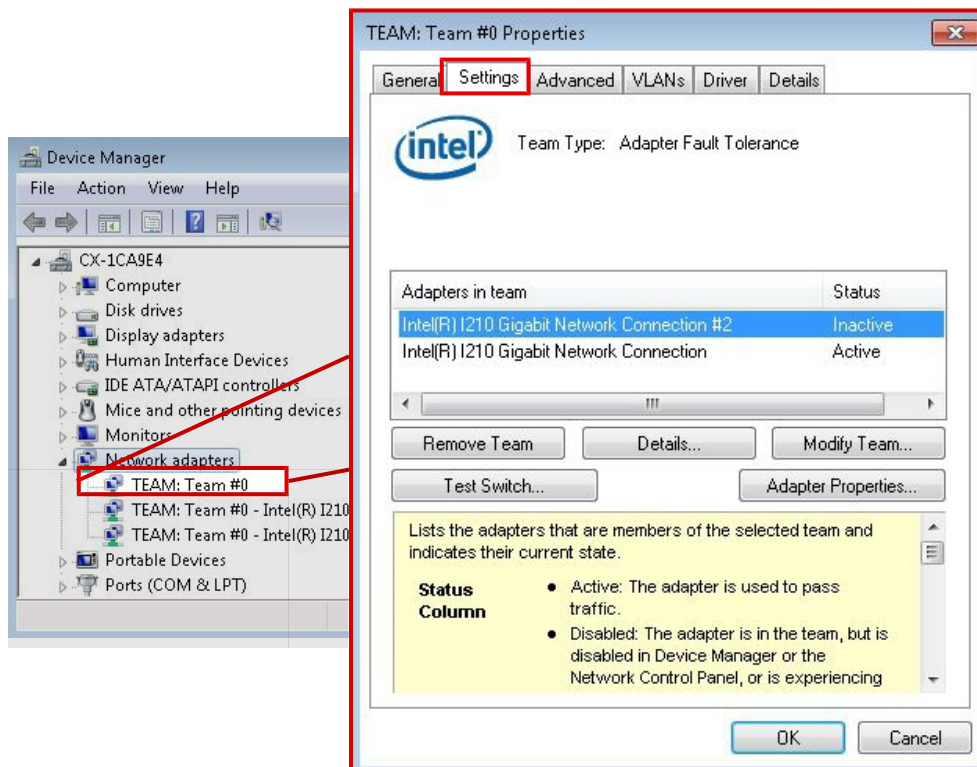 Device Manager
File Action View Help
CX-1CA9E4
Computer
Disk drives
Display adapters
Human Interface Devices
IDE ATA/ATAPI controllers
Mice and other pointing devices
Monitors
Network adapters
TEAM: Team #0
TEAM: Team #0 - Intel(R) I210
TEAM: Team #0 - Intel(R) I210
Portable Devices
Ports (COM & LPT)
TEAM: Team #0 Properties
General Settings Advanced VLANs Driver Details
intel Team Type: Adapter Fault Tolerance
Adapters in team Status
Intel(R) I210 Gigabit Network Connection #2 Inactive
Intel(R) I210 Gigabit Network Connection Active
Remove Team Details... Modify Team...
Test Switch... Adapter Properties...
Lists the adapters that are members of the selected team and
indicates their current state.
Status Column
• Active: The adapter is used to pass
traffic.
• Disabled: The adapter is in the team, but is
disabled in Device Manager or the
Network Control Panel, or is experiencing
OK Cancel